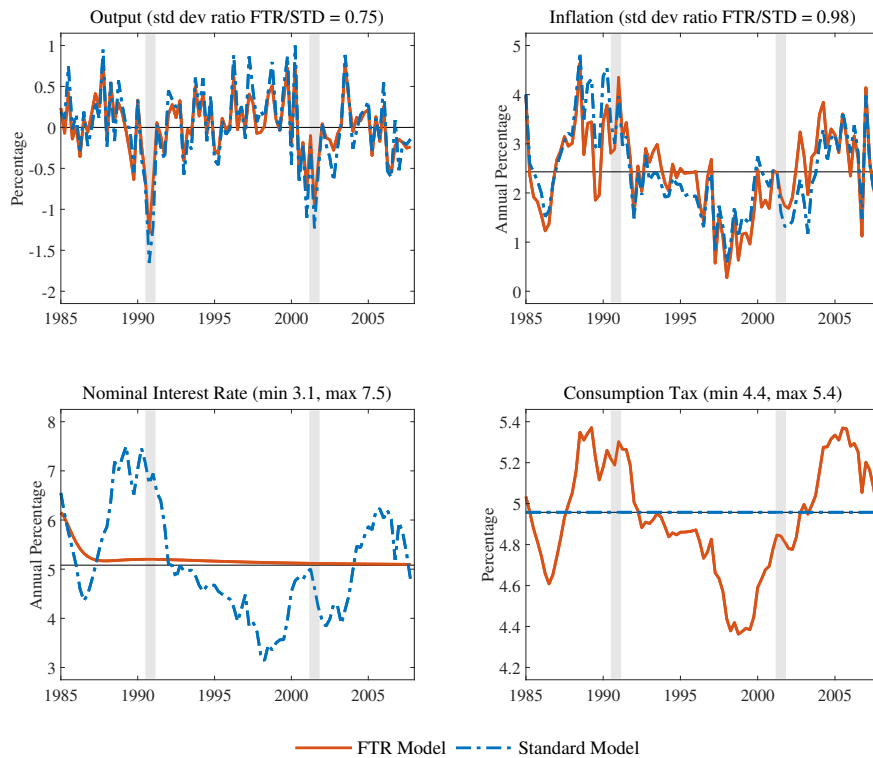 Output (std dev ratio FTR/STD = 0.75)
Inflation (std dev ratio FTR/STD = 0.98)
Percentage
1
0.5
0
-0.5
-1
-1.5
-2
1985 1990 1995 2000 2005
Annual Percentage
5
4
3
2
1
0
1985 1990 1995 2000 2005
Nominal Interest Rate (min 3.1, max 7.5)
Consumption Tax (min 4.4, max 5.4)
Annual Percentage
8
7
6
5
4
3
1985 1990 1995 2000 2005
Percentage
5.4
5.2
5
4.8
4.6
4.4
4.2
1985 1990 1995 2000 2005
FTR Model Standard Model